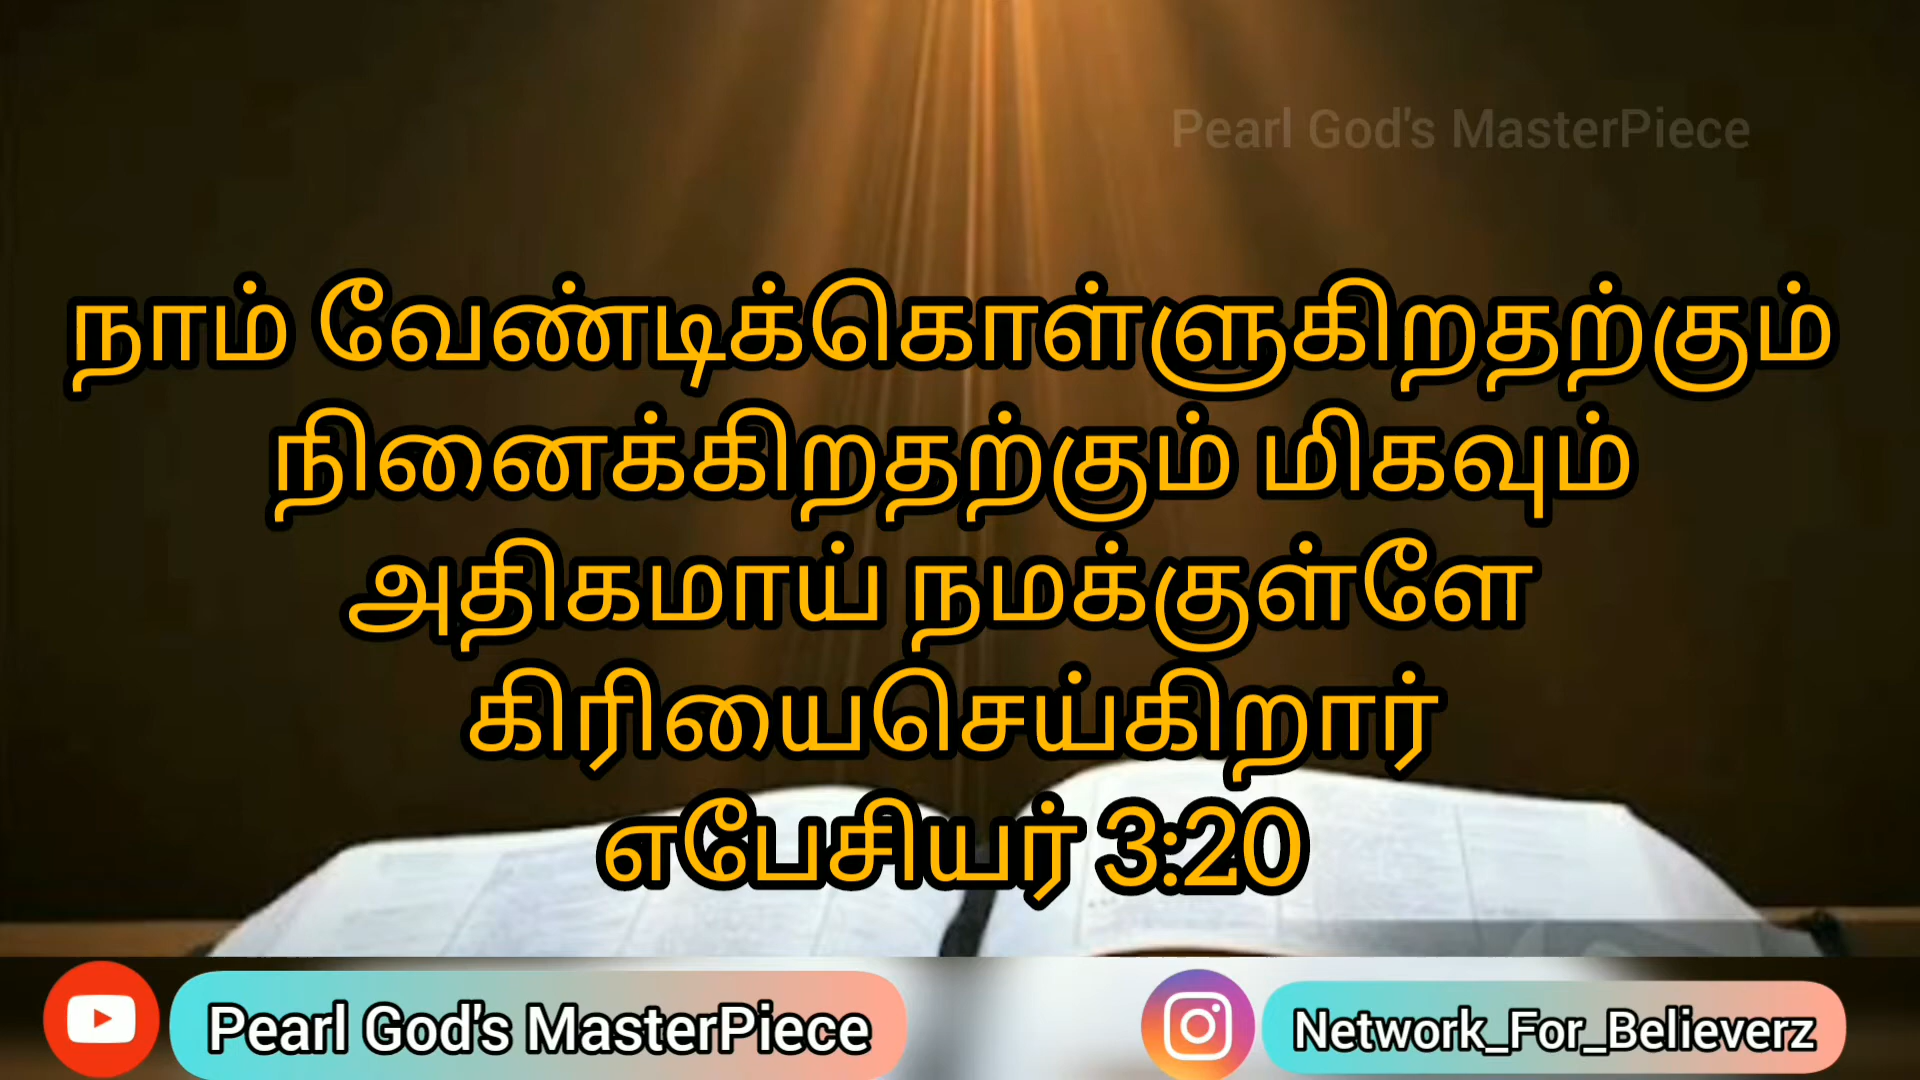 Pearl God's MasterPiece
நாம் வேண்டிக்கொள்ளுகிறதற்கும்
நினைக்கிறதற்கும் மிகவும்
அதிகமாய் நமக்குள்ளே
கிரியைசெய்கிறார்
எபேசியர் 3:20
Pearl God's MasterPiece
Network_For_Believerz